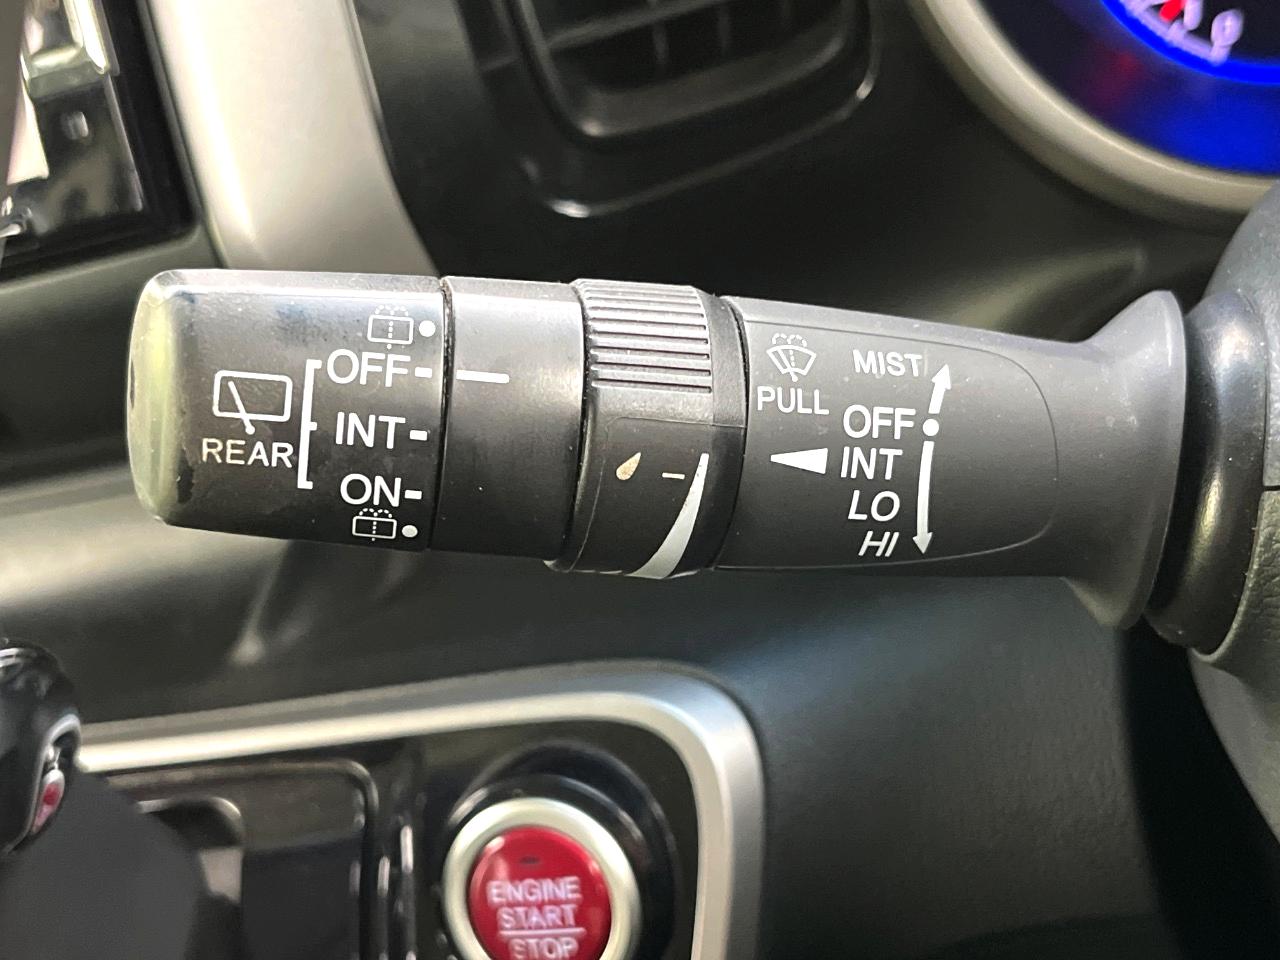 OFF
INT
ON
REAR
PULL
MIST
OFF
INT
LO
HI
ENGINE
START
STOP